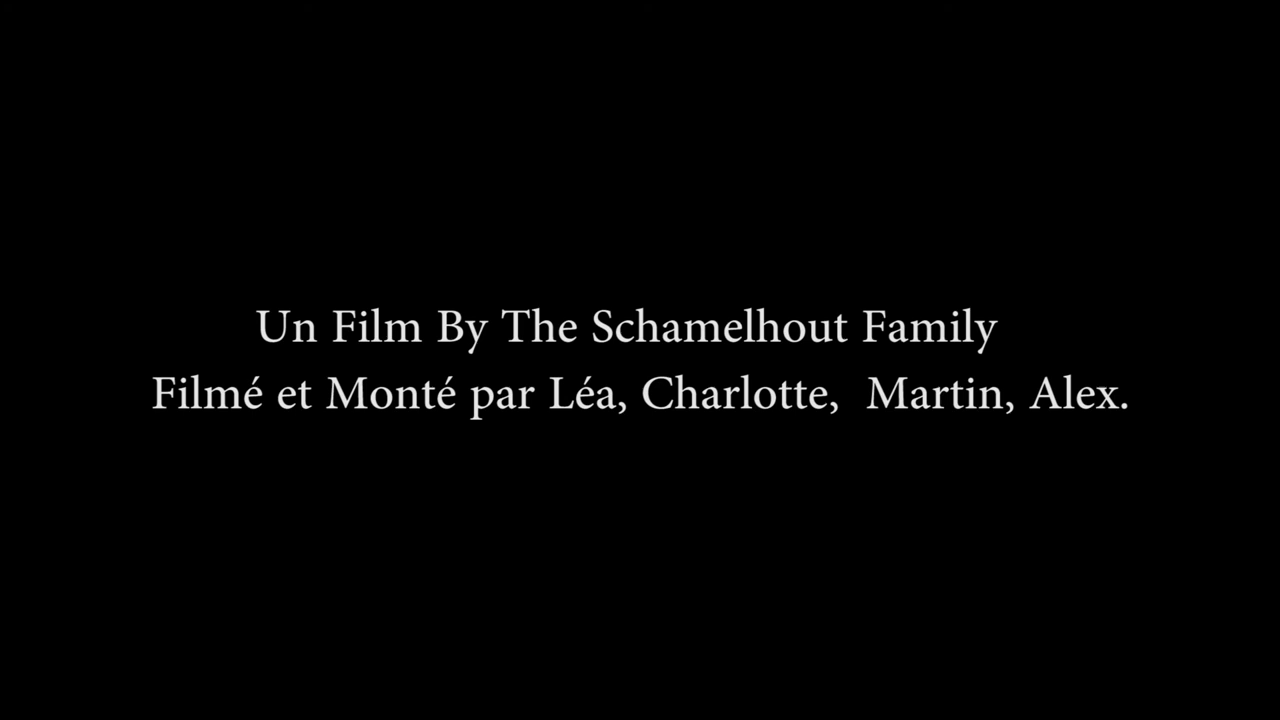 Un Film By The Schamelhout Family
Filmé et Monté par Léa, Charlotte,  Martin, Alex.